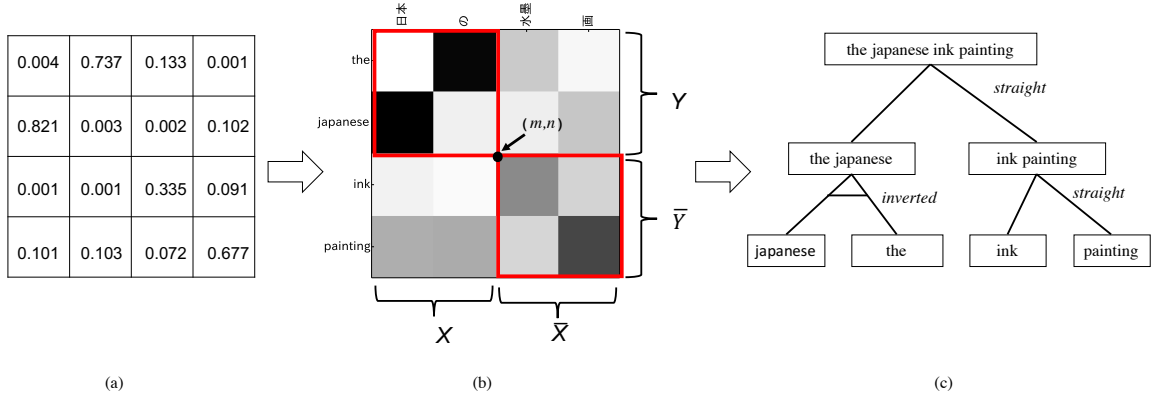 0.004 0.737 0.133 0.001
0.821 0.003 0.002 0.102
0.001 0.001 0.335 0.091
0.101 0.103 0.072 0.677
(a)
日本 の 水墨 画
the
japanese
ink
painting
(m,n)
Y
Y̅
X
X̅
(b)
the japanese ink painting
straight
the japanese
ink painting
inverted
straight
japanese
the
ink
painting
(c)